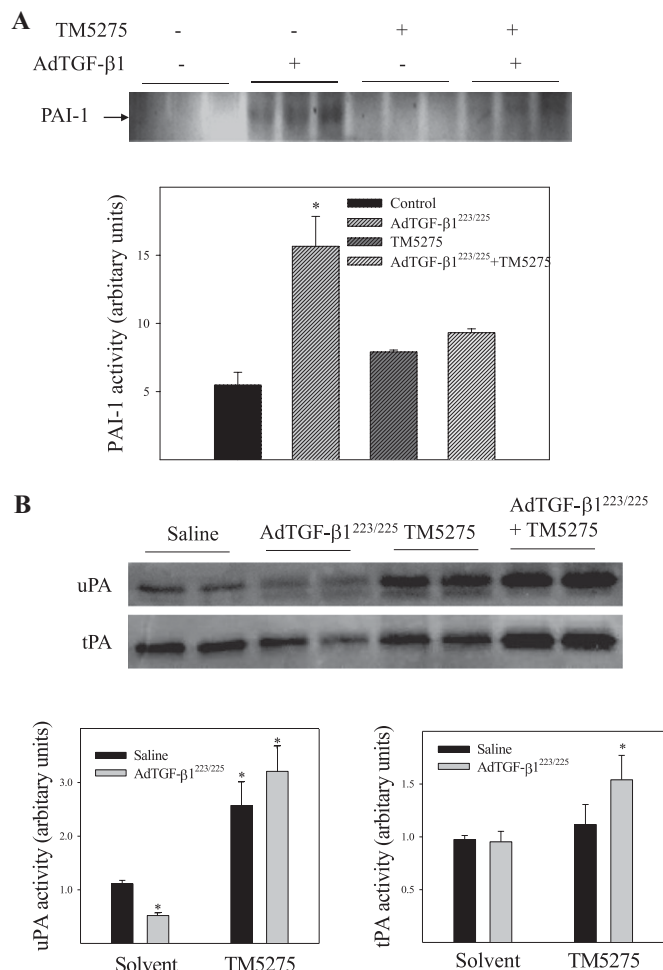 A
TM5275 - - + +
AdTGF-β1 - + - +
PAI-1
PAI-1 activity (arbitary units)
15
10
5
*
Control
AdTGF-β1223/225
TM5275
AdTGF-β1223/225+TM5275
B
Saline AdTGF-β1223/225 TM5275 AdTGF-β1223/225
+ TM5275
uPA
tPA
uPA activity (arbitary units)
3.0
2.0
1.0
Saline
AdTGF-β1223/225
*
*
*
Solvent TM5275
tPA activity (arbitary units)
1.5
1.0
0.5
Saline
AdTGF-β1223/225
*
Solvent TM5275